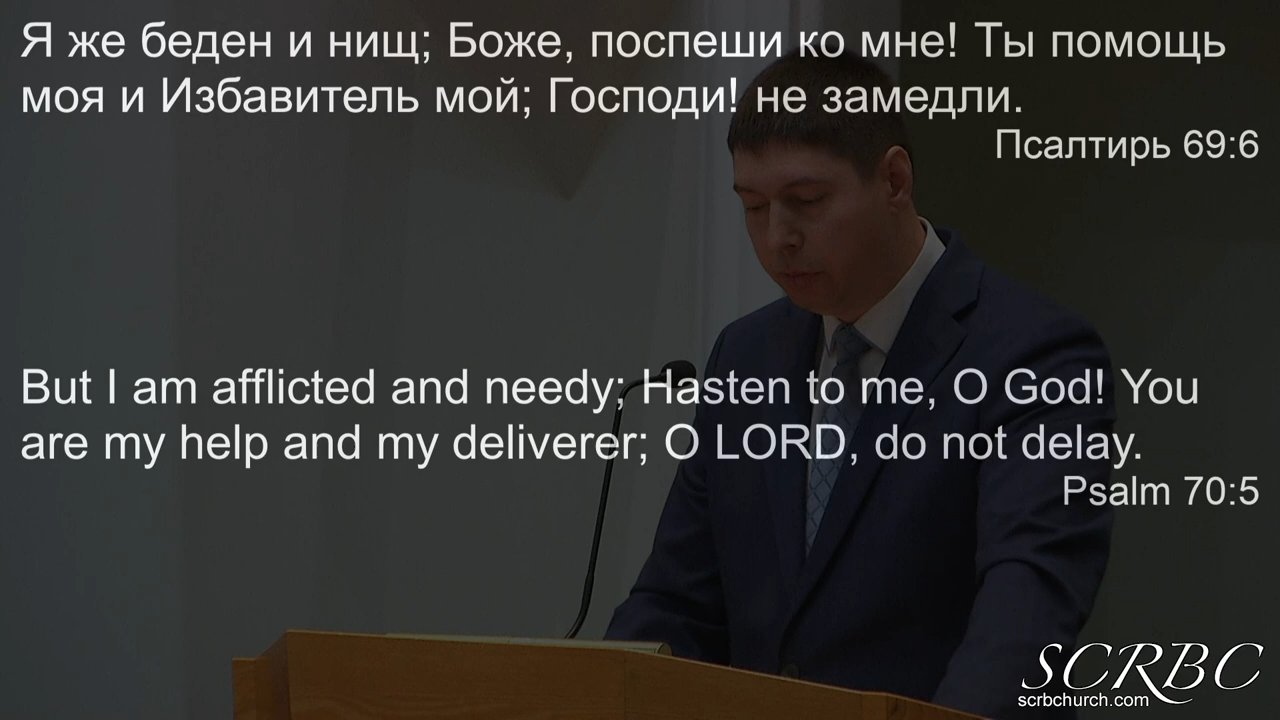 Я же беден и нищ; Боже, поспеши ко мне! Ты помощь
моя и Избавитель мой; Господи! не замедли.
Псалтирь 69:6
But I am afflicted and needy; Hasten to me, O God! You
are my help and my deliverer; O LORD, do not delay.
Psalm 70:5
SCRBC
scrbchurch.com